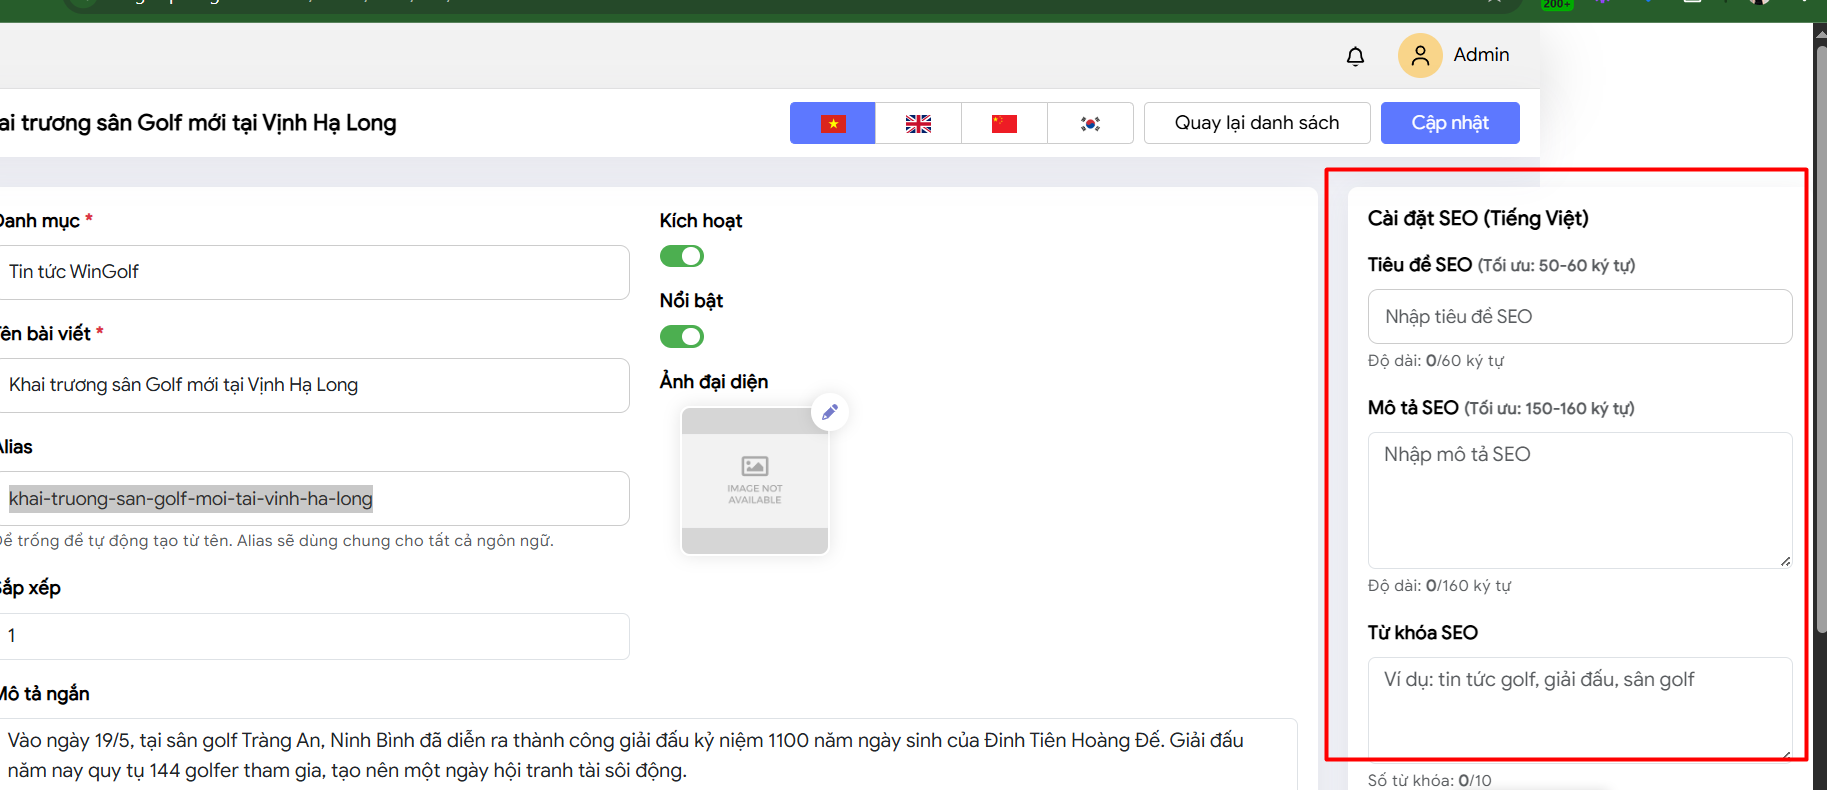 200+
Admin
ai trương sân Golf mới tại Vịnh Hạ Long
Quay lại danh sách
Cập nhật
Danh mục *
Tin tức WinGolf
ên bài viết *
Khai trương sân Golf mới tại Vịnh Hạ Long
Alias
khai-truong-san-golf-moi-tai-vinh-ha-long
Để trống để tự động tạo từ tên. Alias sẽ dùng chung cho tất cả ngôn ngữ.
Sắp xếp
1
Mô tả ngắn
Vào ngày 19/5, tại sân golf Tràng An, Ninh Bình đã diễn ra thành công giải đấu kỷ niệm 1100 năm ngày sinh của Đinh Tiên Hoàng Đế. Giải đấu
năm nay quy tụ 144 golfer tham gia, tạo nên một ngày hội tranh tài sôi động.
Kích hoạt
Nổi bật
Ảnh đại diện
IMAGE NOT
AVAILABLE
Cài đặt SEO (Tiếng Việt)
Tiêu đề SEO (Tối ưu: 50-60 ký tự)
Nhập tiêu đề SEO
Độ dài: 0/60 ký tự
Mô tả SEO (Tối ưu: 150-160 ký tự)
Nhập mô tả SEO
Độ dài: 0/160 ký tự
Từ khóa SEO
Ví dụ: tin tức golf, giải đấu, sân golf
Số từ khóa: 0/10